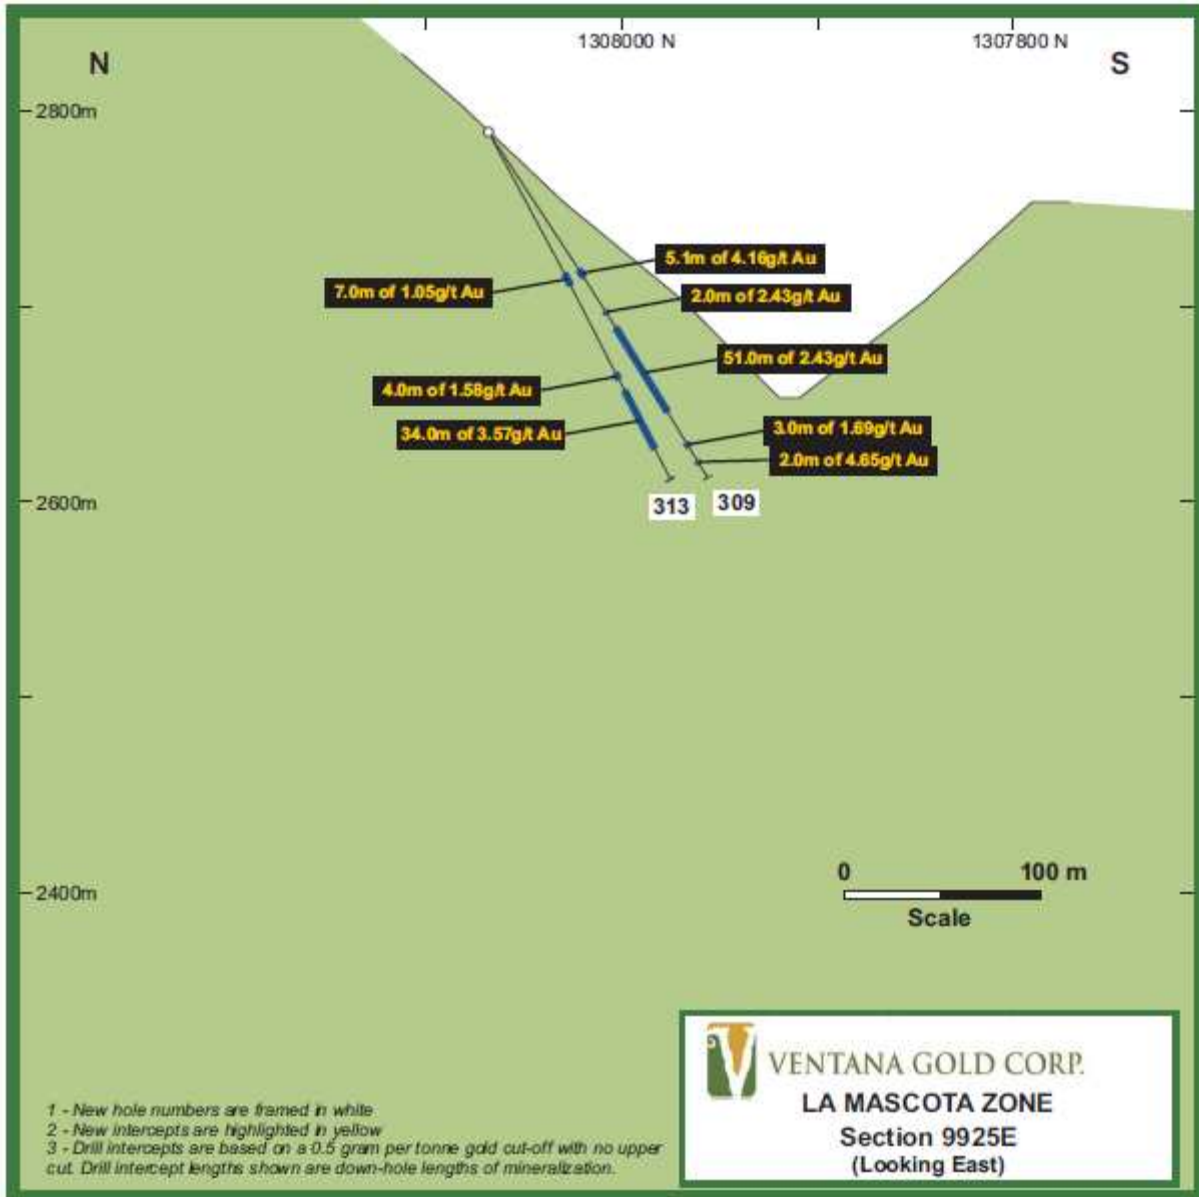 1308000 N
1307800 N
N
S
2800m
5.1m of 4.16g/t Au
7.0m of 1.05g/t Au
2.0m of 2.43g/t Au
51.0m of 2.43g/t Au
4.0m of 1.58g/t Au
34.0m of 3.57g/t Au
3.0m of 1.69g/t Au
2.0m of 4.65g/t Au
2600m
313
309
0
100 m
Scale
2400m
VENTANA GOLD CORP.
LA MASCOTA ZONE
Section 9925E
(Looking East)
1 - New hole numbers are framed in white
2 - New intercepts are highlighted in yellow
3 - Drill intercepts are based on a 0.5 gram per tonne gold cut-off with no upper
cut. Drill intercept lengths shown are down-hole lengths of mineralization.